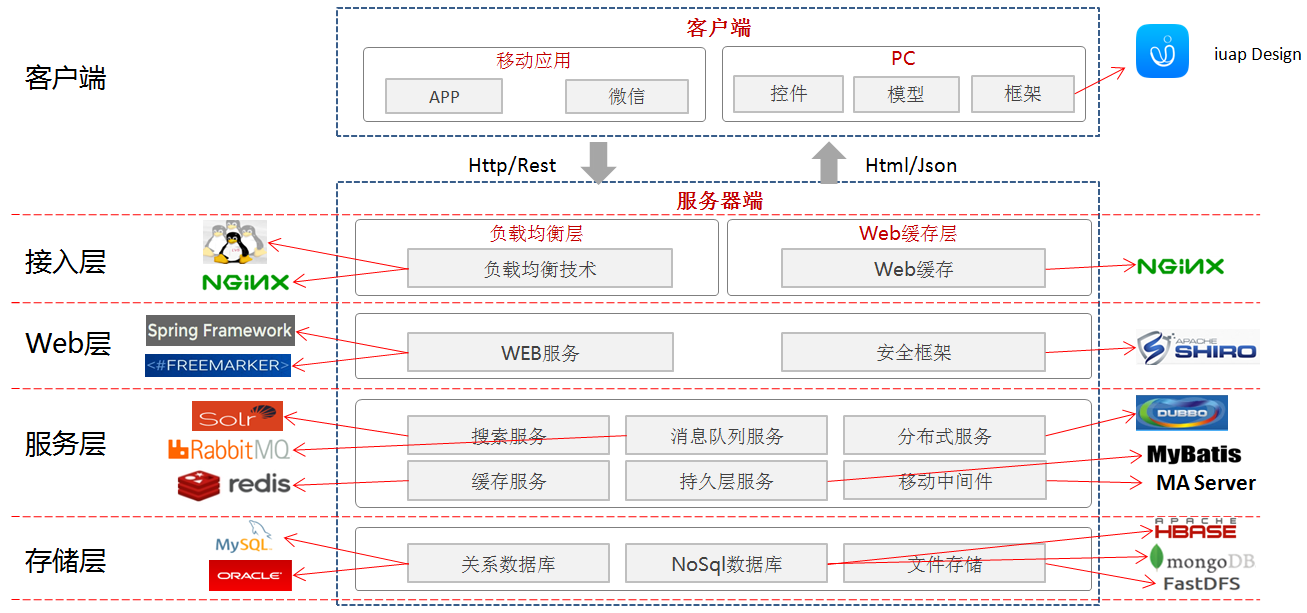 客户端
客户端
移动应用
APP
微信
PC
控件
模型
框架
iuap Design
Http/Rest
Html/Json
服务器端
接入层
NGiNX
负载均衡层
负载均衡技术
Web缓存层
Web缓存
NGiNX
Web层
Spring Framework
<#FREEMARKER>
WEB服务
安全框架
APACHE
SHIRO
服务层
Solr
RabbitMQ
redis
搜索服务
消息队列服务
分布式服务
缓存服务
持久层服务
移动中间件
DUBBO
MyBatis
MA Server
存储层
MySQL
ORACLE
关系数据库
NoSql数据库
文件存储
APACHE
HBASE
mongoDB
FastDFS